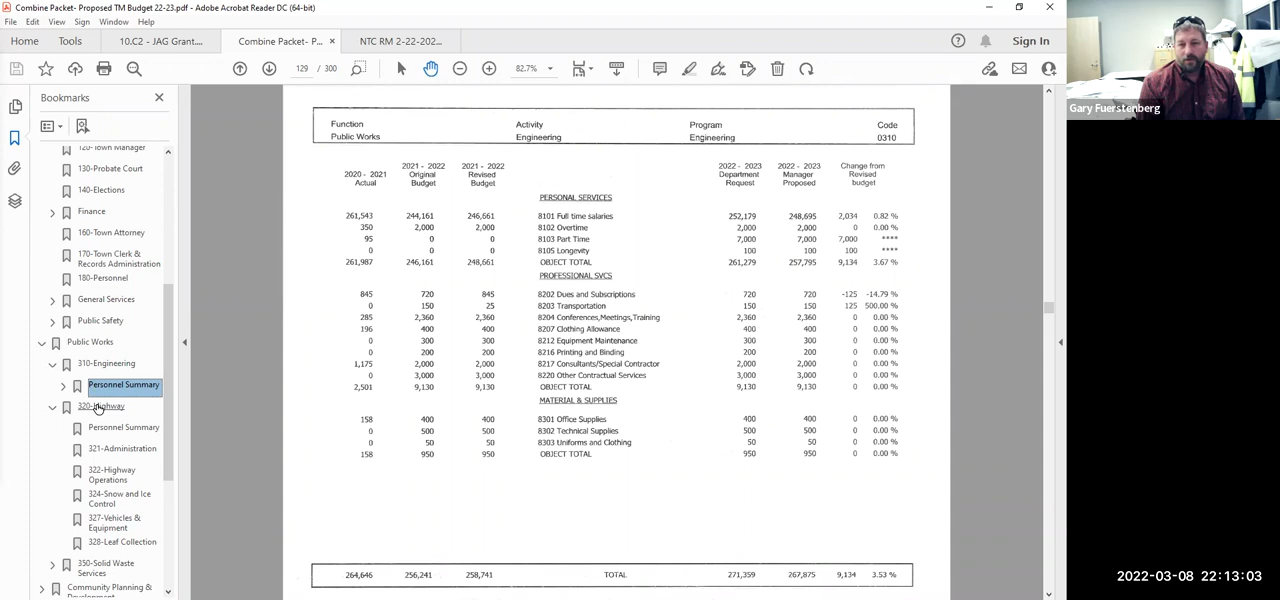 Combine Packet- Proposed TM Budget 22-23.pdf - Adobe Acrobat Reader DC (64-bit)
File Edit View Sign Window Help
Home Tools 10.C2 - JAG Grant... Combine Packet- P... × NTC RM 2-22-202... Sign In
129 / 300 82.7%
Bookmarks
120-Town Manager
130-Probate Court
140-Elections
Finance
160-Town Attorney
170-Town Clerk &
Records Administration
180-Personnel
General Services
Public Safety
Public Works
310-Engineering
Personnel Summary
320-Highway
Personnel Summary
321-Administration
322-Highway
Operations
324-Snow and Ice
Control
327-Vehicles &
Equipment
328-Leaf Collection
350-Solid Waste
Services
Community Planning &
Development
Function Activity Program Code
Public Works Engineering Engineering 0310
2021 - 2022 2021 - 2022 2022 - 2023 2022 - 2023 Change from
2020 - 2021 Original Revised Department Manager Revised
Actual Budget Budget Request Proposed budget
PERSONAL SERVICES
261,543 244,161 246,661 8101 Full time salaries 252,179 248,695 2,034 0.82 %
350 2,000 2,000 8102 Overtime 2,000 2,000 0 0.00 %
95 0 0 8103 Part Time 7,000 7,000 7,000 ****
0 0 0 8105 Longevity 100 100 100 ****
261,987 246,161 248,661 OBJECT TOTAL 261,279 257,795 9,134 3.67 %
PROFESSIONAL SVCS
845 720 845 8202 Dues and Subscriptions 720 720 -125 -14.79 %
0 150 25 8203 Transportation 150 150 125 500.00 %
285 2,360 2,360 8204 Conferences,Meetings,Training 2,360 2,360 0 0.00 %
196 400 400 8207 Clothing Allowance 400 400 0 0.00 %
0 300 300 8212 Equipment Maintenance 300 300 0 0.00 %
0 200 200 8216 Printing and Binding 200 200 0 0.00 %
1,175 2,000 2,000 8217 Consultants/Special Contractor 2,000 2,000 0 0.00 %
0 3,000 3,000 8220 Other Contractual Services 3,000 3,000 0 0.00 %
2,501 9,130 9,130 OBJECT TOTAL 9,130 9,130 0 0.00 %
MATERIAL & SUPPLIES
158 400 400 8301 Office Supplies 400 400 0 0.00 %
0 500 500 8302 Technical Supplies 500 500 0 0.00 %
0 50 50 8303 Uniforms and Clothing 50 50 0 0.00 %
158 950 950 OBJECT TOTAL 950 950 0 0.00 %
264,646 256,241 258,741 TOTAL 271,359 267,875 9,134 3.53 %
Gary Fuerstenberg
2022-03-08 22:13:03